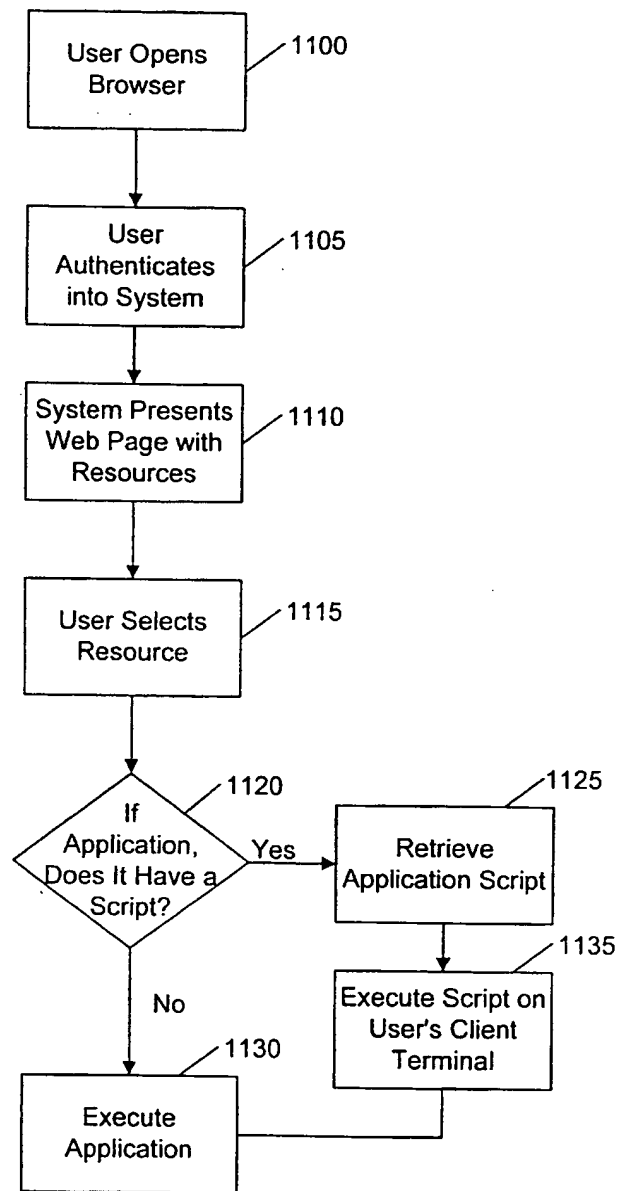 User Opens
Browser
1100
User
Authenticates
into System
1105
System Presents
Web Page with
Resources
1110
User Selects
Resource
1115
If
Application,
Does It Have a
Script?
1120
Yes
Retrieve
Application Script
1125
No
Execute Script on
User's Client
Terminal
1135
Execute
Application
1130